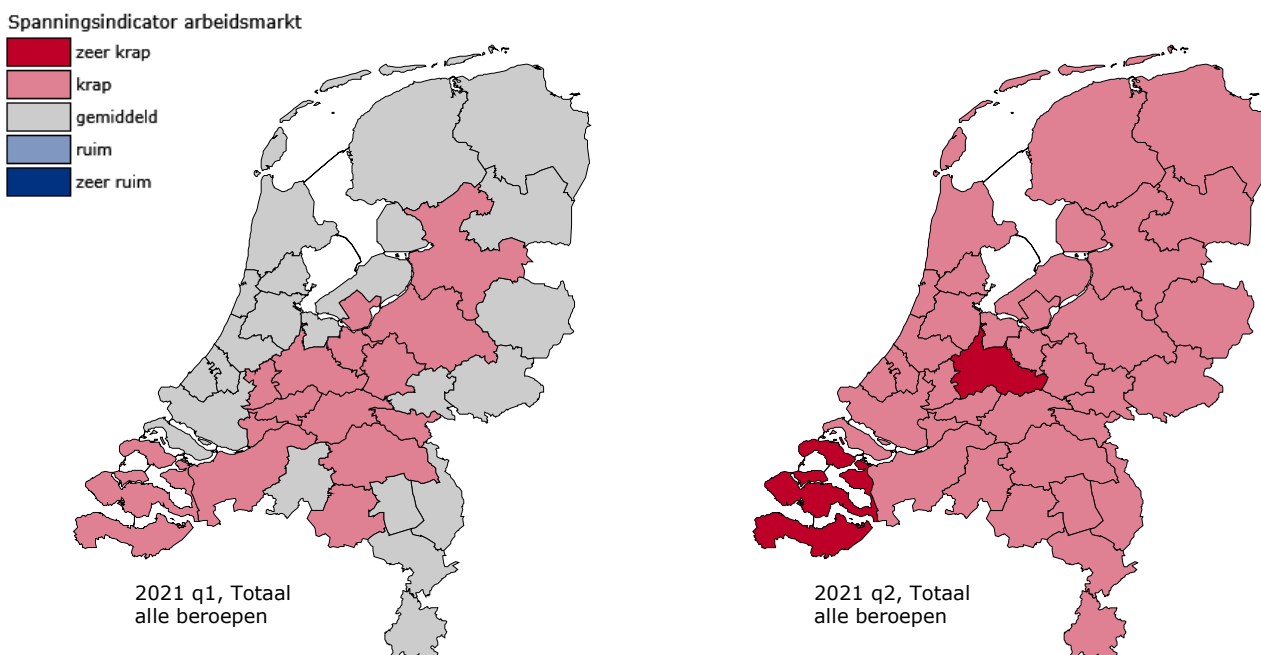 Spanningsindicator arbeidsmarkt
zeer krap
krap
gemiddeld
ruim
zeer ruim
2021 q1, Totaal
alle beroepen
2021 q2, Totaal
alle beroepen